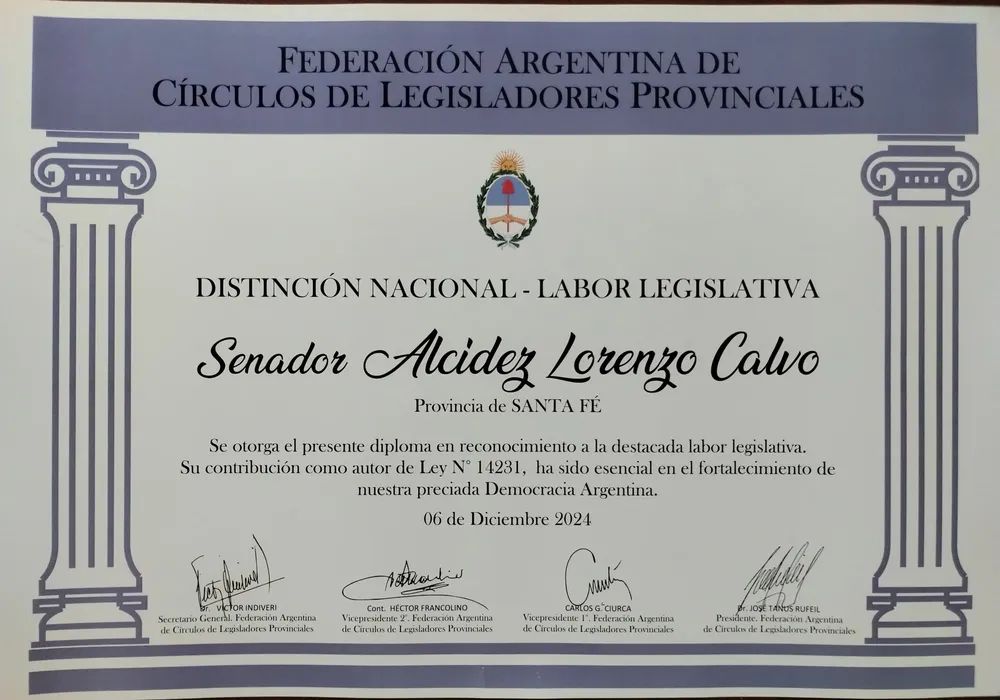 FEDERACIÓN ARGENTINA DE
CÍRCULOS DE LEGISLADORES PROVINCIALES
DISTINCIÓN NACIONAL - LABOR LEGISLATIVA
Senador Alcidez Lorenzo Calvo
Provincia de SANTA FÉ
Se otorga el presente diploma en reconocimiento a la destacada labor legislativa.
Su contribución como autor de Ley N° 14231, ha sido esencial en el fortalecimiento de
nuestra preciada Democracia Argentina.
06 de Diciembre 2024
Dr. VICTOR INDIVERI
Secretario General. Federación Argentina
de Círculos de Legisladores Provinciales
Cont. HÉCTOR FRANCOLINO
Vicepresidente 2°. Federación Argentina
de Círculos de Legisladores Provinciales
CARLOS G. CIURCA
Vicepresidente 1°. Federación Argentina
de Círculos de Legisladores Provinciales
Dr. JOSÉ TANÚS RUFEIL
Presidente. Federación Argentina
de Círculos de Legisladores Provinciales